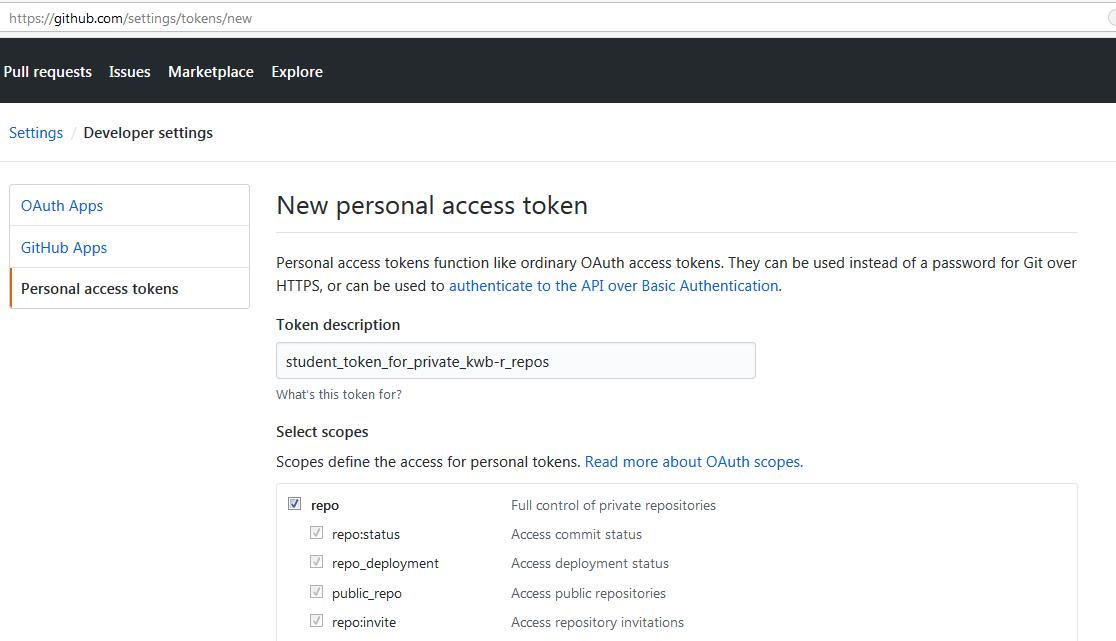 https://github.com/settings/tokens/new
Pull requests Issues Marketplace Explore
Settings / Developer settings
OAuth Apps
GitHub Apps
Personal access tokens
New personal access token
Personal access tokens function like ordinary OAuth access tokens. They can be used instead of a password for Git over
HTTPS, or can be used to authenticate to the API over Basic Authentication.
Token description
student_token_for_private_kwb-r_repos
What's this token for?
Select scopes
Scopes define the access for personal tokens. Read more about OAuth scopes.
repo Full control of private repositories
repo:status Access commit status
repo_deployment Access deployment status
public_repo Access public repositories
repo:invite Access repository invitations